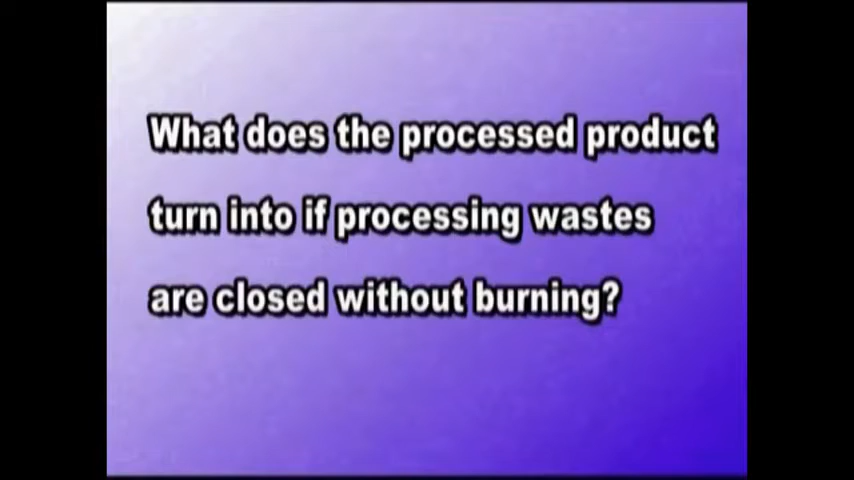 What does the processed product
turn into if processing wastes
are closed without burning?